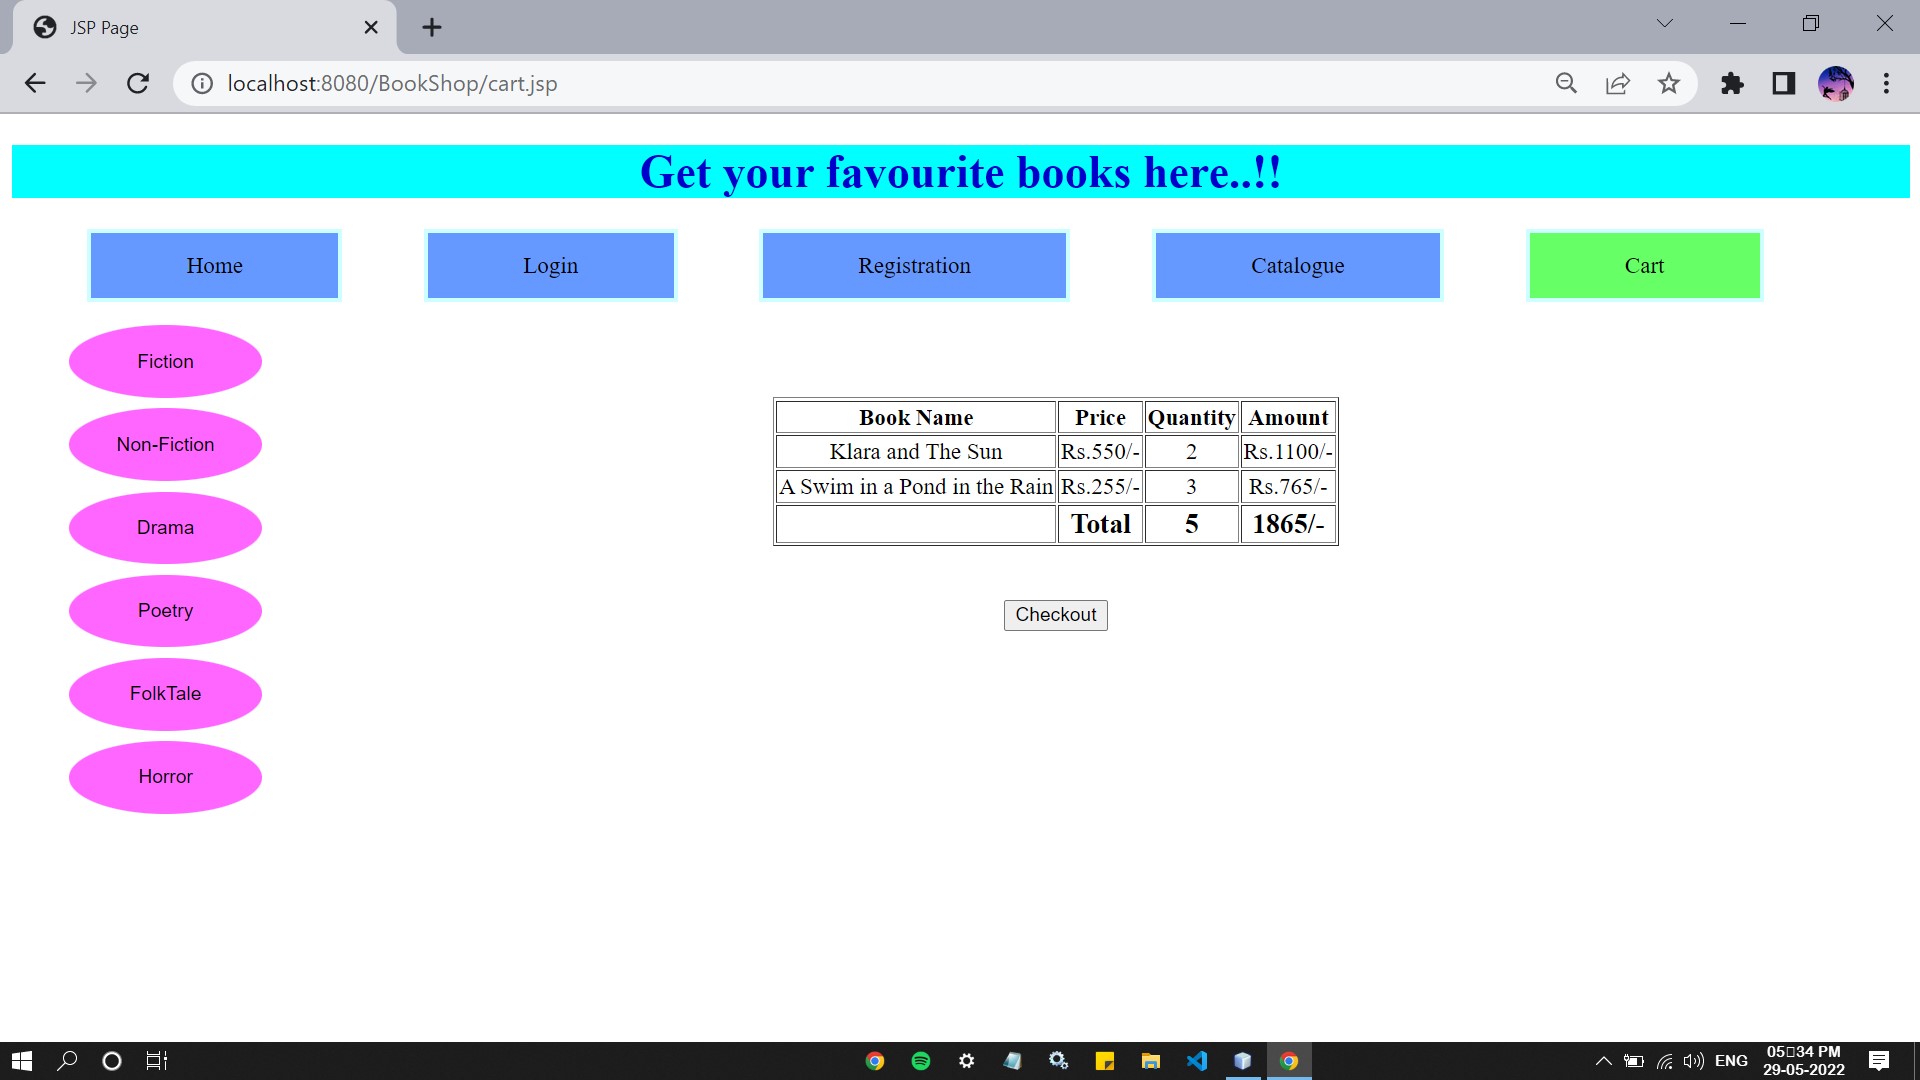 JSP Page
localhost:8080/BookShop/cart.jsp
Get your favourite books here..!!
Home Login Registration Catalogue Cart
Fiction
Non-Fiction
Drama
Poetry
FolkTale
Horror
Book Name Price Quantity Amount
Klara and The Sun Rs.550/- 2 Rs.1100/-
A Swim in a Pond in the Rain Rs.255/- 3 Rs.765/-
Total 5 1865/-
Checkout
ENG
05▯34 PM
29-05-2022